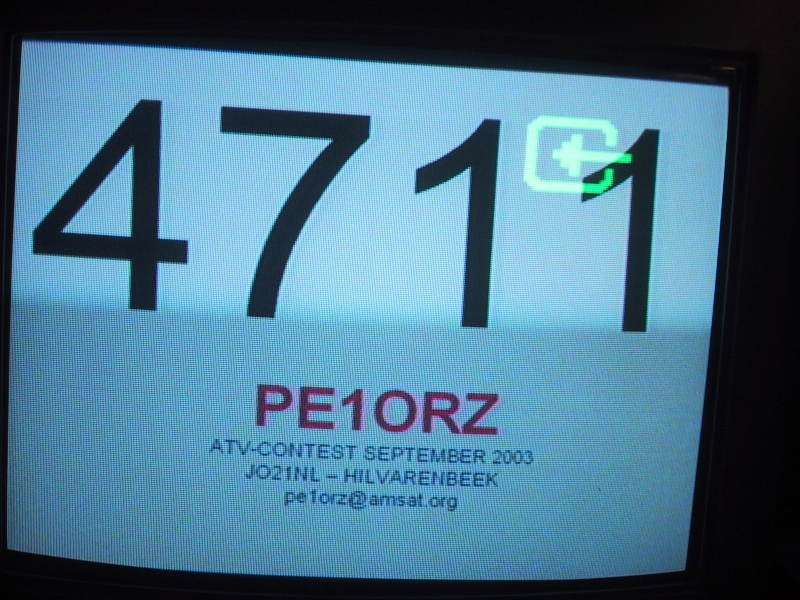 4711
PE1ORZ
ATV-CONTEST SEPTEMBER 2003
JO21NL – HILVARENBEEK
pe1orz@amsat.org